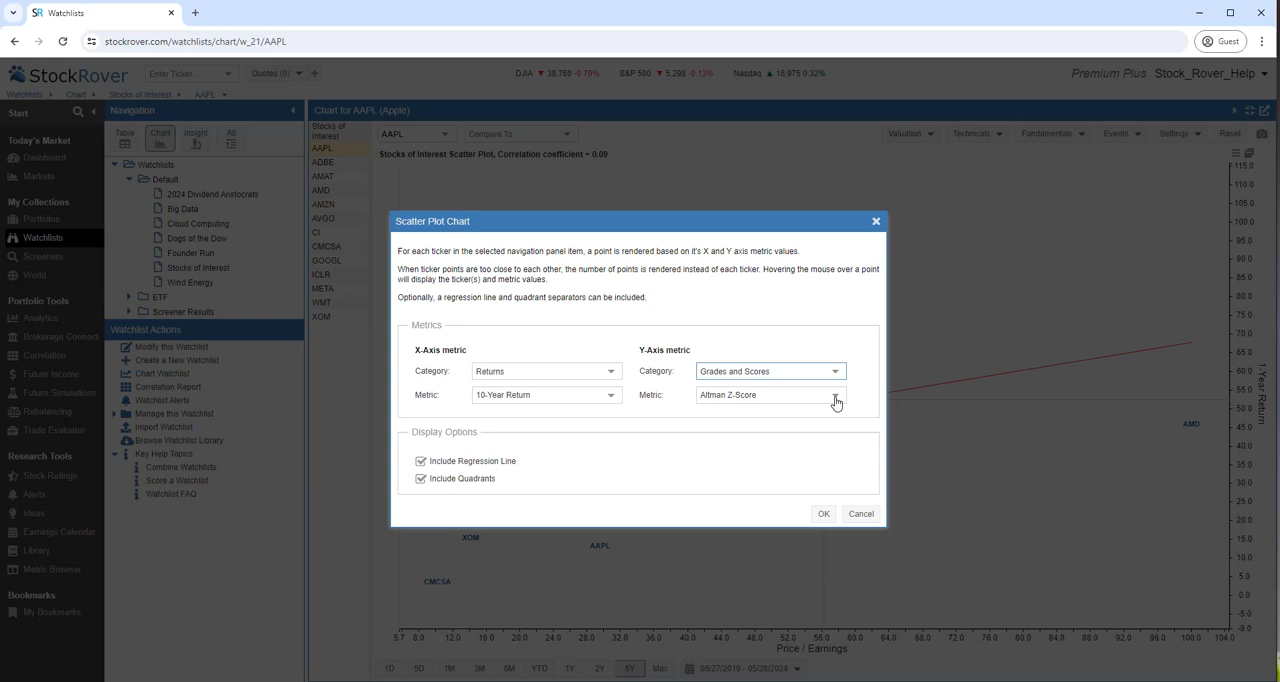 SR Watchlists
stockrover.com/watchlists/chart/w_21/AAPL
Guest
StockRover
Enter Ticker...
Quotes (0)
DJIA ▼ 38,760 -0.79%
S&P 500 ▼ 5,298 -0.13%
Nasdaq ▲ 16,975 0.32%
Premium Plus
Stock_Rover_Help
Watchlists
Chart
Stocks of Interest
AAPL
Start
Today's Market
Dashboard
Markets
My Collections
Portfolios
Watchlists
Screeners
World
Portfolio Tools
Analytics
Brokerage Connect
Correlation
Future Income
Future Simulations
Rebalancing
Trade Evaluator
Research Tools
Stock Ratings
Alerts
Ideas
Earnings Calendar
Library
Metric Browser
Bookmarks
My Bookmarks
Navigation
Table
Chart
Insight
All
Watchlists
Default
2024 Dividend Aristocrats
Big Data
Cloud Computing
Dogs of the Dow
Founder Run
Stocks of Interest
Wind Energy
ETF
Screener Results
Watchlist Actions
Modify this Watchlist
Create a New Watchlist
Chart Watchlist
Correlation Report
Watchlist Alerts
Manage this Watchlist
Import Watchlist
Browse Watchlist Library
Key Help Topics
Combine Watchlists
Score a Watchlist
Watchlist FAQ
Chart for AAPL (Apple)
Stocks of
Interest
AAPL
ADBE
AMAT
AMD
AMZN
AVGO
CI
CMCSA
GOOGL
ICLR
META
WMT
XOM
AAPL
Compare To
Valuation
Technicals
Fundamentals
Events
Settings
Reset
Stocks of Interest Scatter Plot, Correlation coefficient = 0.09
Scatter Plot Chart
For each ticker in the selected navigation panel item, a point is rendered based on it's X and Y axis metric values.
When ticker points are too close to each other, the number of points is rendered instead of each ticker. Hovering the mouse over a point
will display the ticker(s) and metric values.
Optionally, a regression line and quadrant separators can be included.
Metrics
X-Axis metric
Category: Returns
Metric: 10-Year Return
Y-Axis metric
Category: Grades and Scores
Metric: Altman Z-Score
Display Options
Include Regression Line
Include Quadrants
OK
Cancel
AMD
XOM
AAPL
CMCSA
115.0
110.0
105.0
100.0
95.0
90.0
85.0
80.0
75.0
70.0
65.0
60.0
55.0
50.0
45.0
40.0
35.0
30.0
25.0
20.0
15.0
10.0
5.0
0.0
-5.0
-9.0
1-Year Return
5.7 8.0 12.0 16.0 20.0 24.0 28.0 32.0 36.0 40.0 44.0 48.0 52.0 56.0 60.0 64.0 68.0 72.0 76.0 80.0 84.0 88.0 92.0 96.0 100.0 104.0
Price / Earnings
1D
5D
1M
3M
6M
YTD
1Y
2Y
5Y
Max
05/27/2019 - 05/28/2024